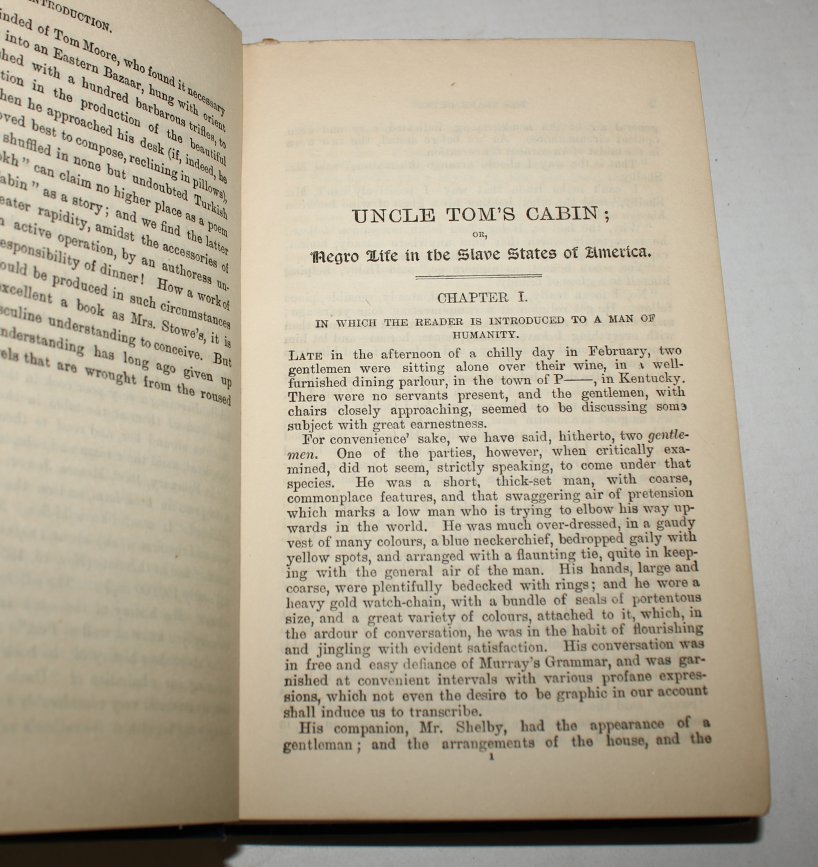 INTRODUCTION.
inded of Tom Moore, who found it necessary
into an Eastern Bazaar, hung with orient
hed with a hundred barbarous trifles, to
tion in the production of the beautiful
hen he approached his desk (if, indeed, he
oved best to compose, reclining in pillows),
shuffled in none but undoubted Turkish
okh" can claim no higher place as a poem
abin" as a story; and we find the latter
eater rapidity, amidst the accessories of
active operation, by an authoress un-
esponsibility of dinner! How a work of
ould be produced in such circumstances
excellent a book as Mrs. Stowe's, it is
sculine understanding to conceive. But
nderstanding has long ago given up
els that are wrought from the roused
UNCLE TOM'S CABIN;
OR,
Negro Life in the Slave States of America.
CHAPTER I.
IN WHICH THE READER IS INTRODUCED TO A MAN OF
HUMANITY.
LATE in the afternoon of a chilly day in February, two
gentlemen were sitting alone over their wine, in a well-
furnished dining parlour, in the town of P——, in Kentucky.
There were no servants present, and the gentlemen, with
chairs closely approaching, seemed to be discussing some
subject with great earnestness.
For convenience' sake, we have said, hitherto, two gentle-
men. One of the parties, however, when critically exa-
mined, did not seem, strictly speaking, to come under that
species. He was a short, thick-set man, with coarse,
commonplace features, and that swaggering air of pretension
which marks a low man who is trying to elbow his way up-
wards in the world. He was much over-dressed, in a gaudy
vest of many colours, a blue neckerchief, bedropped gaily with
yellow spots, and arranged with a flaunting tie, quite in keep-
ing with the general air of the man. His hands, large and
coarse, were plentifully bedecked with rings; and he wore a
heavy gold watch-chain, with a bundle of seals of portentous
size, and a great variety of colours, attached to it, which, in
the ardour of conversation, he was in the habit of flourishing
and jingling with evident satisfaction. His conversation was
in free and easy defiance of Murray's Grammar, and was gar-
nished at convenient intervals with various profane expres-
sions, which not even the desire to be graphic in our account
shall induce us to transcribe.
His companion, Mr. Shelby, had the appearance of a
gentleman; and the arrangements of the house, and the
1